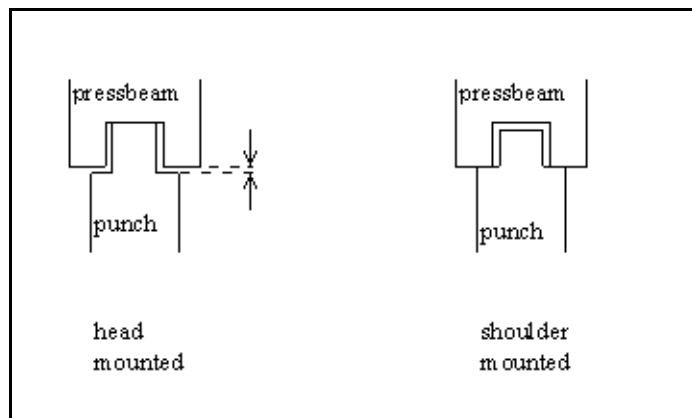 pressbeam
punch
head
mounted
pressbeam
punch
shoulder
mounted